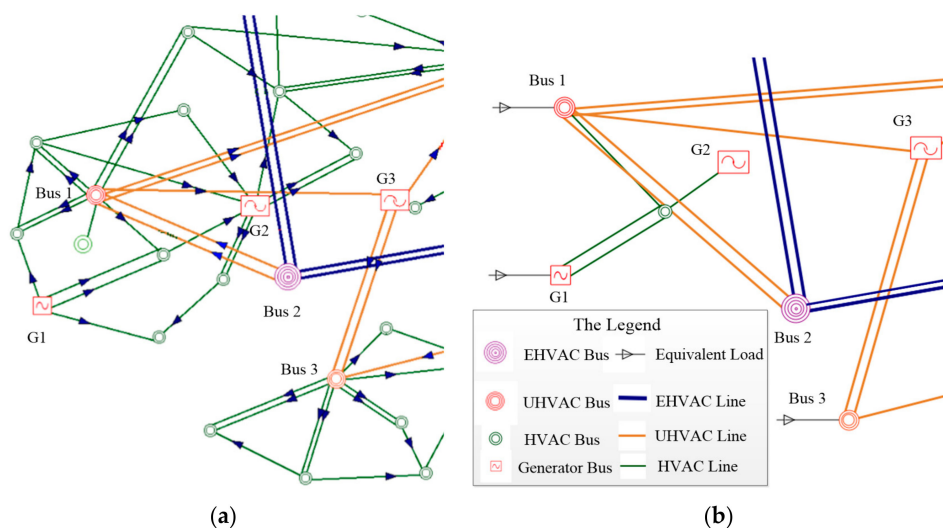 Bus 1
G2
G3
G1
Bus 2
Bus 3
(a)
Bus 1
G2
G3
G1
Bus 2
Bus 3
The Legend
EHVAC Bus
Equivalent Load
UHVAC Bus
EHVAC Line
HVAC Bus
UHVAC Line
Generator Bus
HVAC Line
(b)